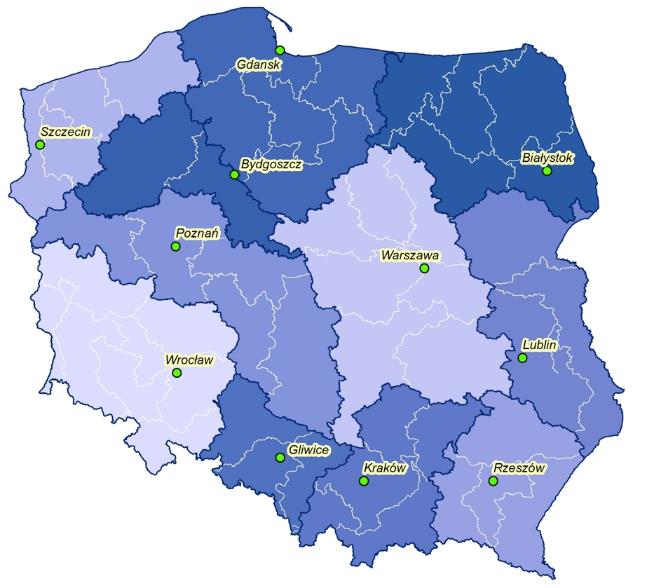 Gdansk
Szczecin
Białystok
Bydgoszcz
Poznań
Warszawa
Lublin
Wrocław
Gliwice
Kraków
Rzeszów